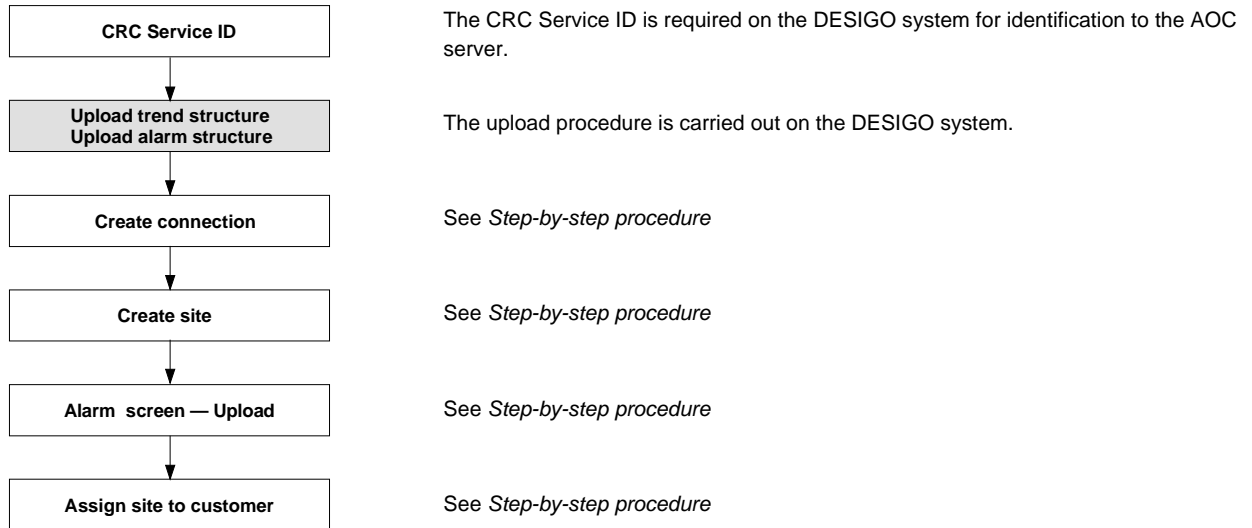 CRC Service ID
The CRC Service ID is required on the DESIGO system for identification to the AOC
server.
Upload trend structure
Upload alarm structure
The upload procedure is carried out on the DESIGO system.
Create connection
See Step-by-step procedure
Create site
See Step-by-step procedure
Alarm screen — Upload
See Step-by-step procedure
Assign site to customer
See Step-by-step procedure